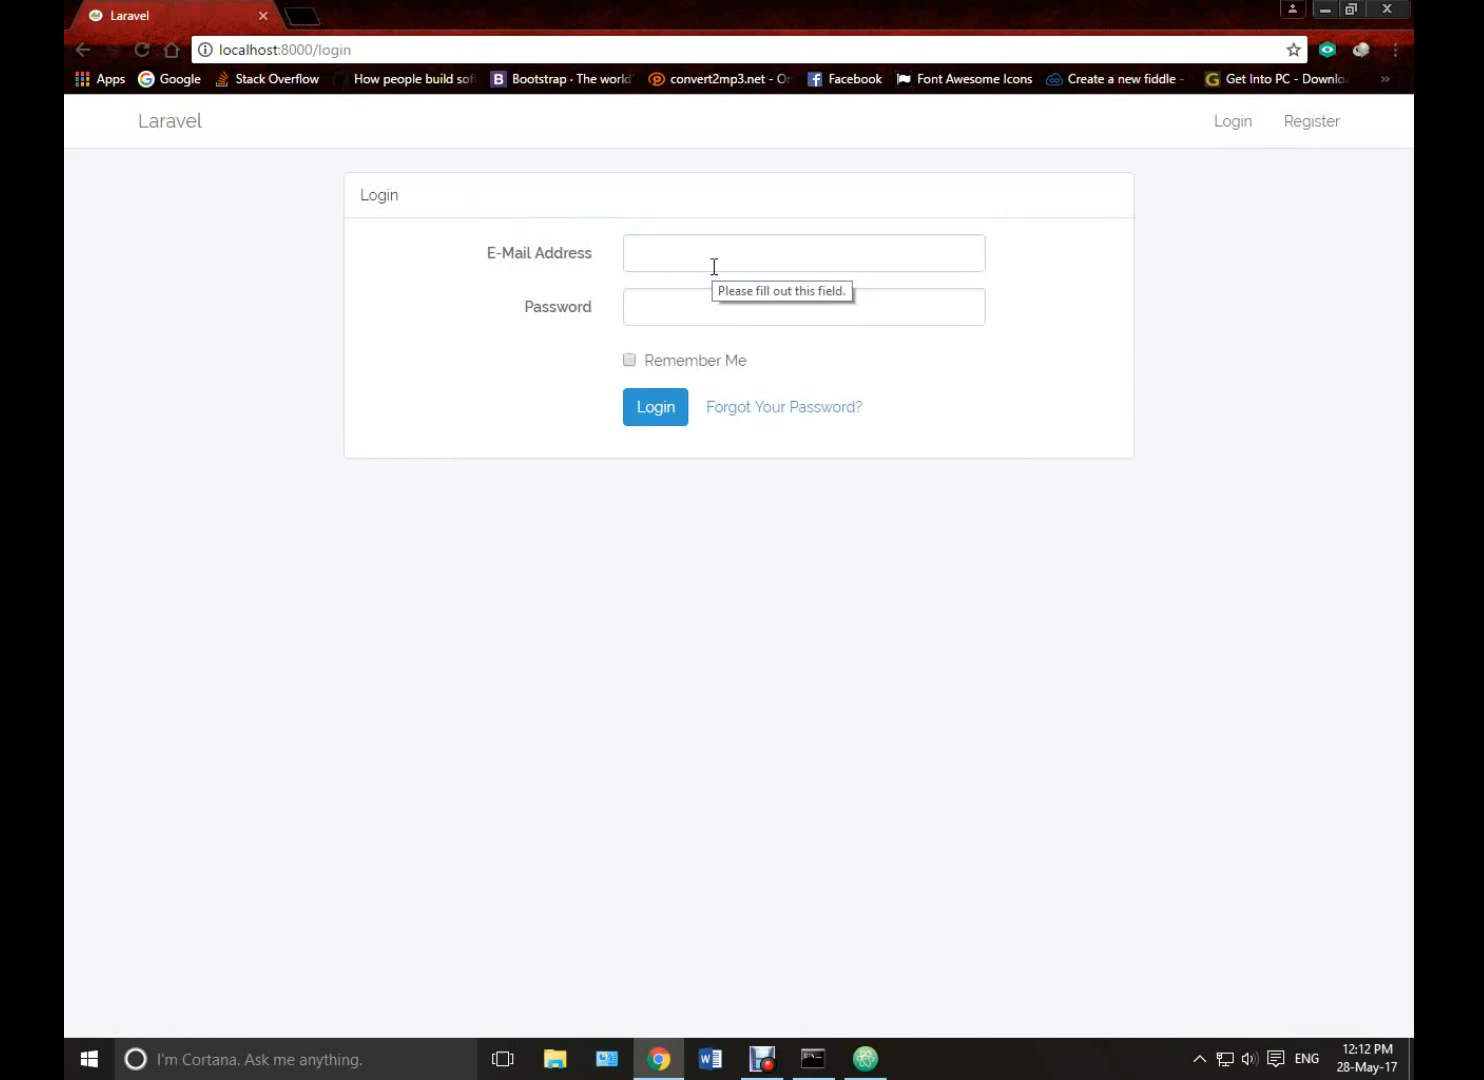 Laravel
localhost:8000/login
Apps Google Stack Overflow How people build sof Bootstrap · The world' convert2mp3.net - On Facebook Font Awesome Icons Create a new fiddle - Get Into PC - Downlo »
Laravel Login Register
Login
E-Mail Address
Please fill out this field.
Password
Remember Me
Login Forgot Your Password?
I'm Cortana. Ask me anything. ENG 12:12 PM
28-May-17